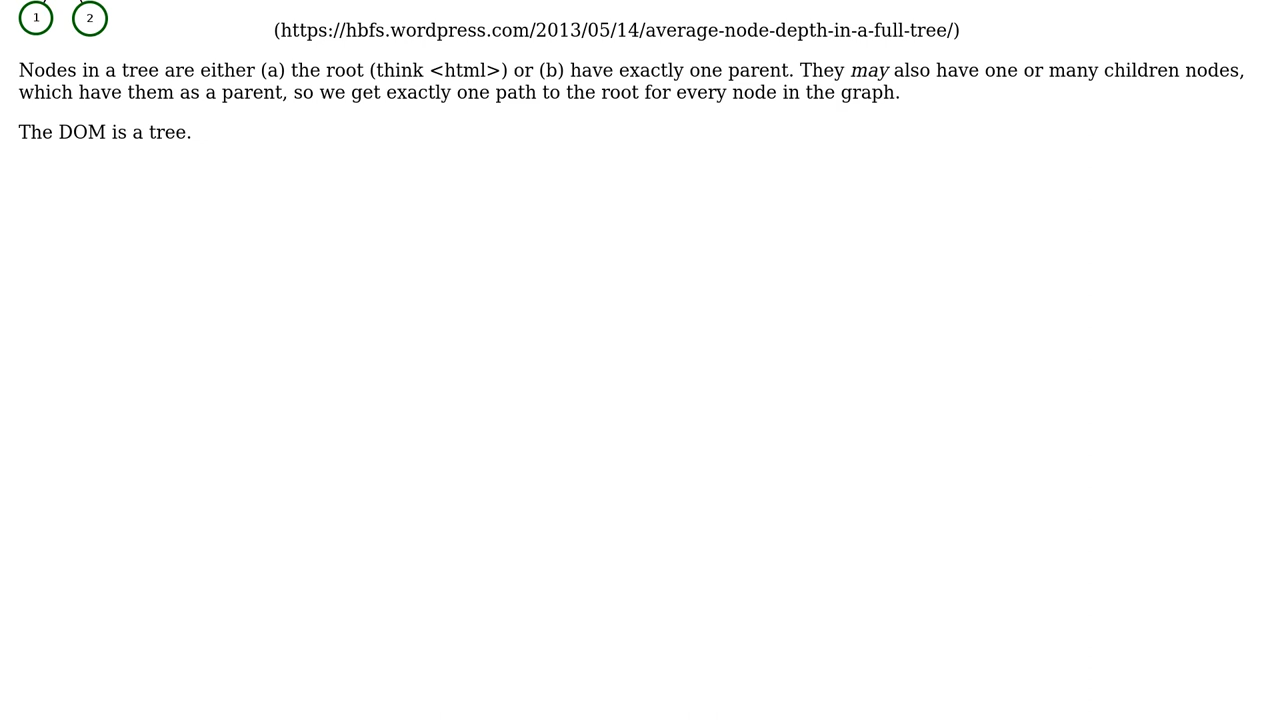 1 2
(https://hbfs.wordpress.com/2013/05/14/average-node-depth-in-a-full-tree/)
Nodes in a tree are either (a) the root (think <html>) or (b) have exactly one parent. They may also have one or many children nodes,
which have them as a parent, so we get exactly one path to the root for every node in the graph.
The DOM is a tree.